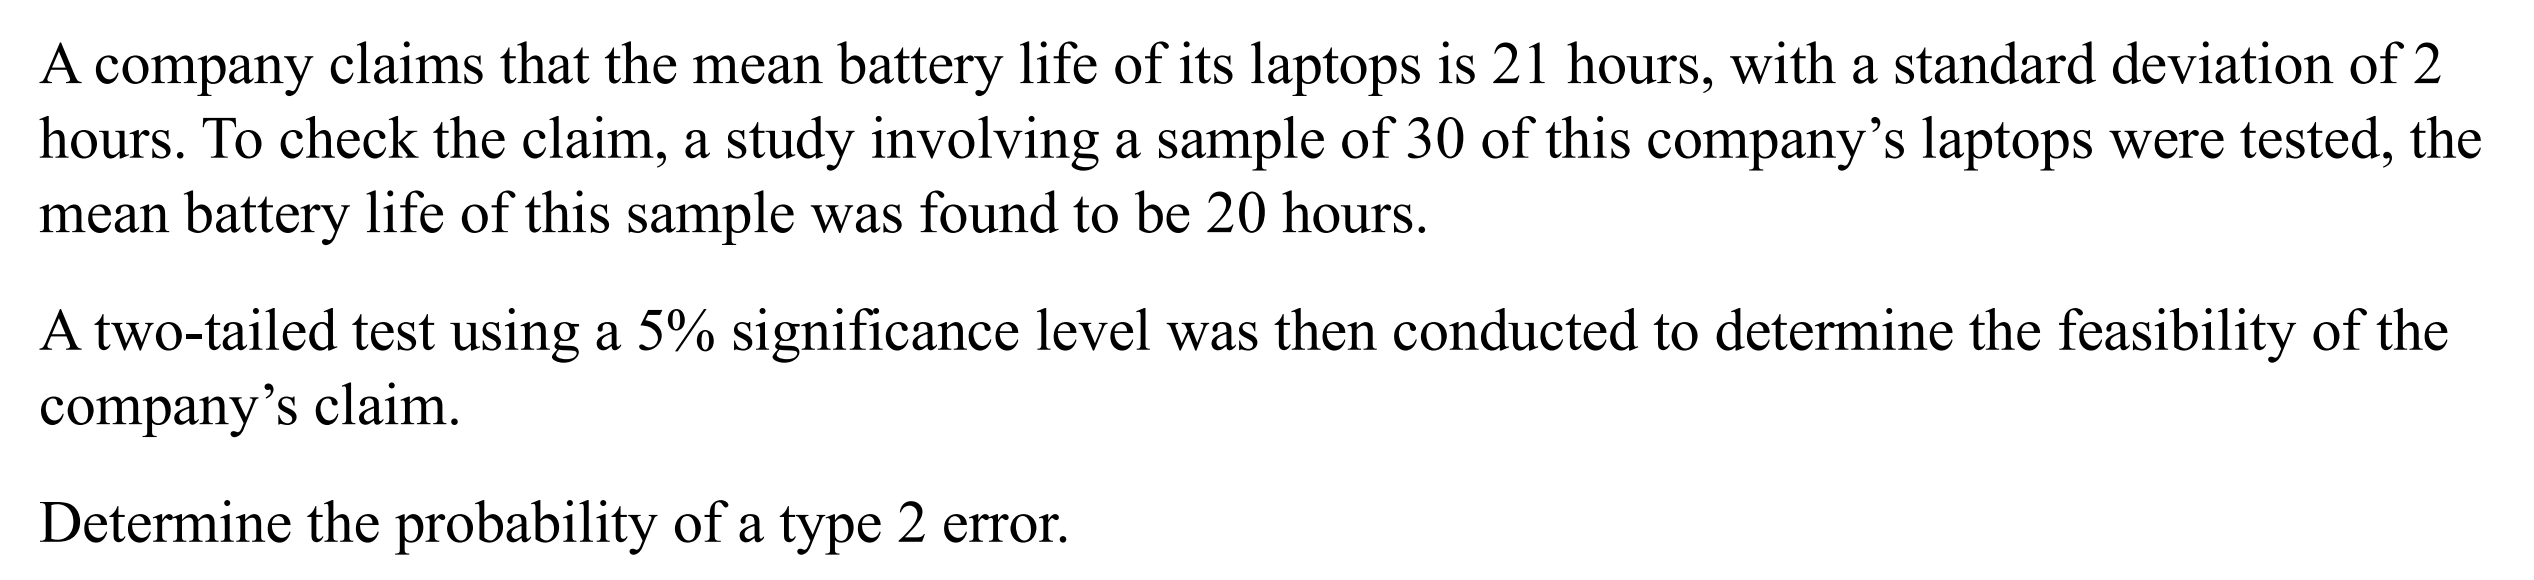 A company claims that the mean battery life of its laptops is 21 hours, with a standard deviation of 2
hours. To check the claim, a study involving a sample of 30 of this company’s laptops were tested, the
mean battery life of this sample was found to be 20 hours.
A two-tailed test using a 5% significance level was then conducted to determine the feasibility of the
company’s claim.
Determine the probability of a type 2 error.